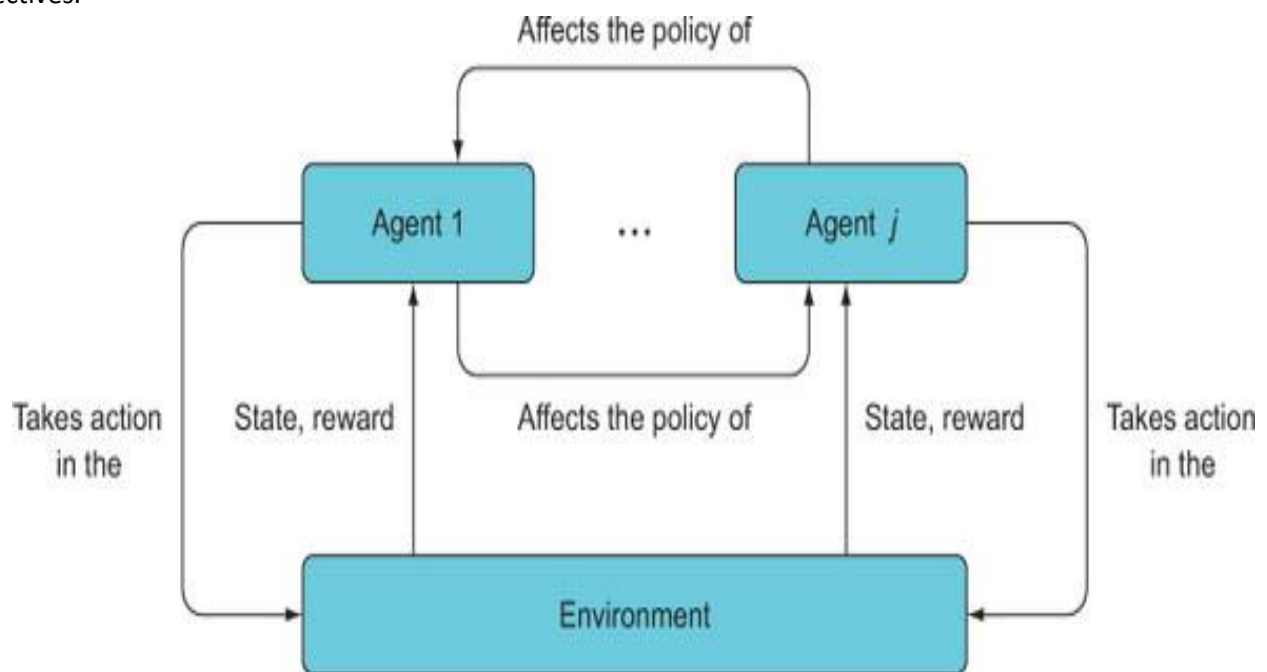 Affects the policy of
Agent 1
...
Agent j
Takes action
in the
State, reward
Affects the policy of
State, reward
Takes action
in the
Environment